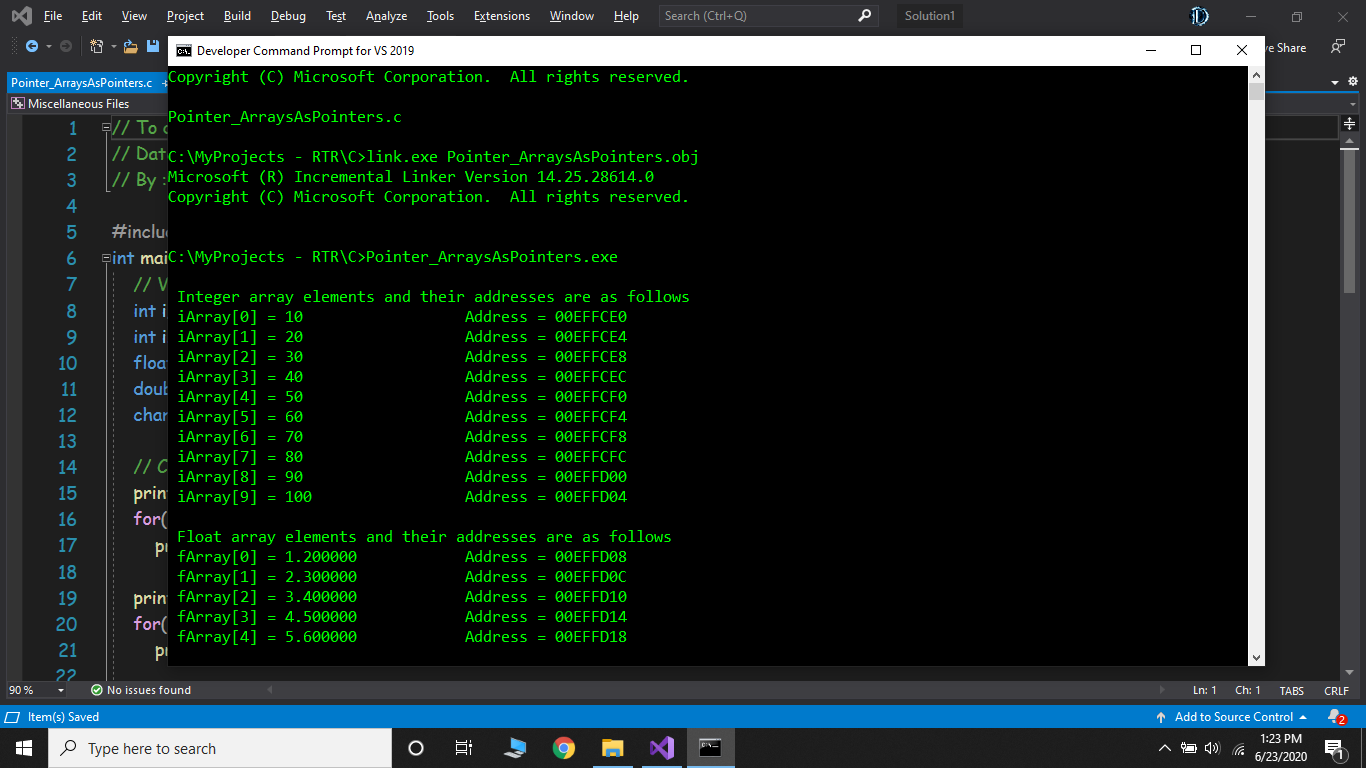 File Edit View Project Build Debug Test Analyze Tools Extensions Window Help Search (Ctrl+Q) Solution1
Developer Command Prompt for VS 2019
Share
Pointer_ArraysAsPointers.c
Miscellaneous Files
Copyright (C) Microsoft Corporation.  All rights reserved.
Pointer_ArraysAsPointers.c
C:\MyProjects - RTR\C>link.exe Pointer_ArraysAsPointers.obj
Microsoft (R) Incremental Linker Version 14.25.28614.0
Copyright (C) Microsoft Corporation.  All rights reserved.
C:\MyProjects - RTR\C>Pointer_ArraysAsPointers.exe
Integer array elements and their addresses are as follows
iArray[0] = 10 Address = 00EFFCE0
iArray[1] = 20 Address = 00EFFCE4
iArray[2] = 30 Address = 00EFFCE8
iArray[3] = 40 Address = 00EFFCEC
iArray[4] = 50 Address = 00EFFCF0
iArray[5] = 60 Address = 00EFFCF4
iArray[6] = 70 Address = 00EFFCF8
iArray[7] = 80 Address = 00EFFCFC
iArray[8] = 90 Address = 00EFFD00
iArray[9] = 100 Address = 00EFFD04
Float array elements and their addresses are as follows
fArray[0] = 1.200000 Address = 00EFFD08
fArray[1] = 2.300000 Address = 00EFFD0C
fArray[2] = 3.400000 Address = 00EFFD10
fArray[3] = 4.500000 Address = 00EFFD14
fArray[4] = 5.600000 Address = 00EFFD18
1 // To
2 //
3 // By :
4
5
6 int
7 //
8 int
9 int
10
11
12
13
14 //
15
16 for(
17
18
19
20 for(
21
22
90 % No issues found Ln: 1 Ch: 1 TABS CRLF
Item(s) Saved Add to Source Control 2
Type here to search 1:23 PM
6/23/2020 1